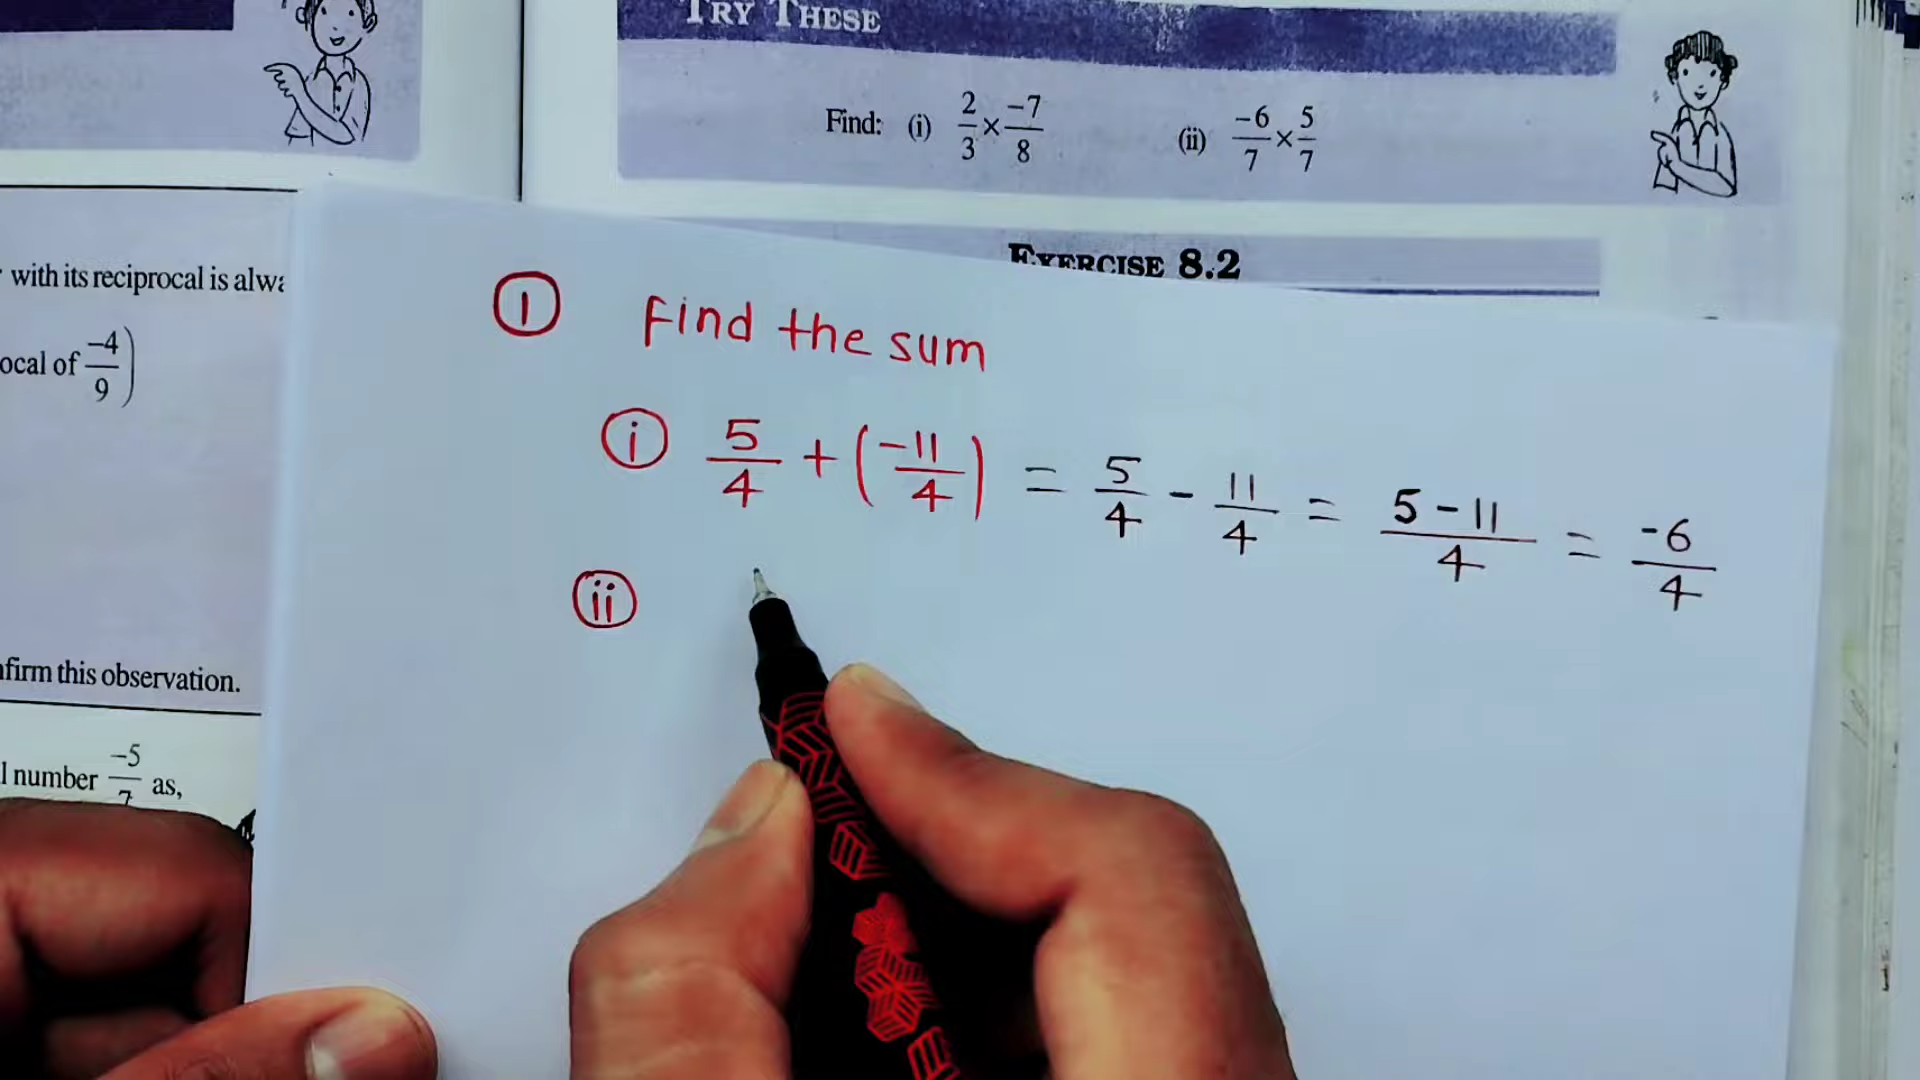 TRY THESE
Find: (i) 2/3 × -7/8 (ii) -6/7 × 5/7
EXERCISE 8.2
with its reciprocal is
ocal of -4/9)
firm this observation.
l number -5/7 as,
① Find the sum
ⓘ 5/4 + (-11/4) = 5/4 - 11/4 = 5-11/4 = -6/4
ⓘⓘ